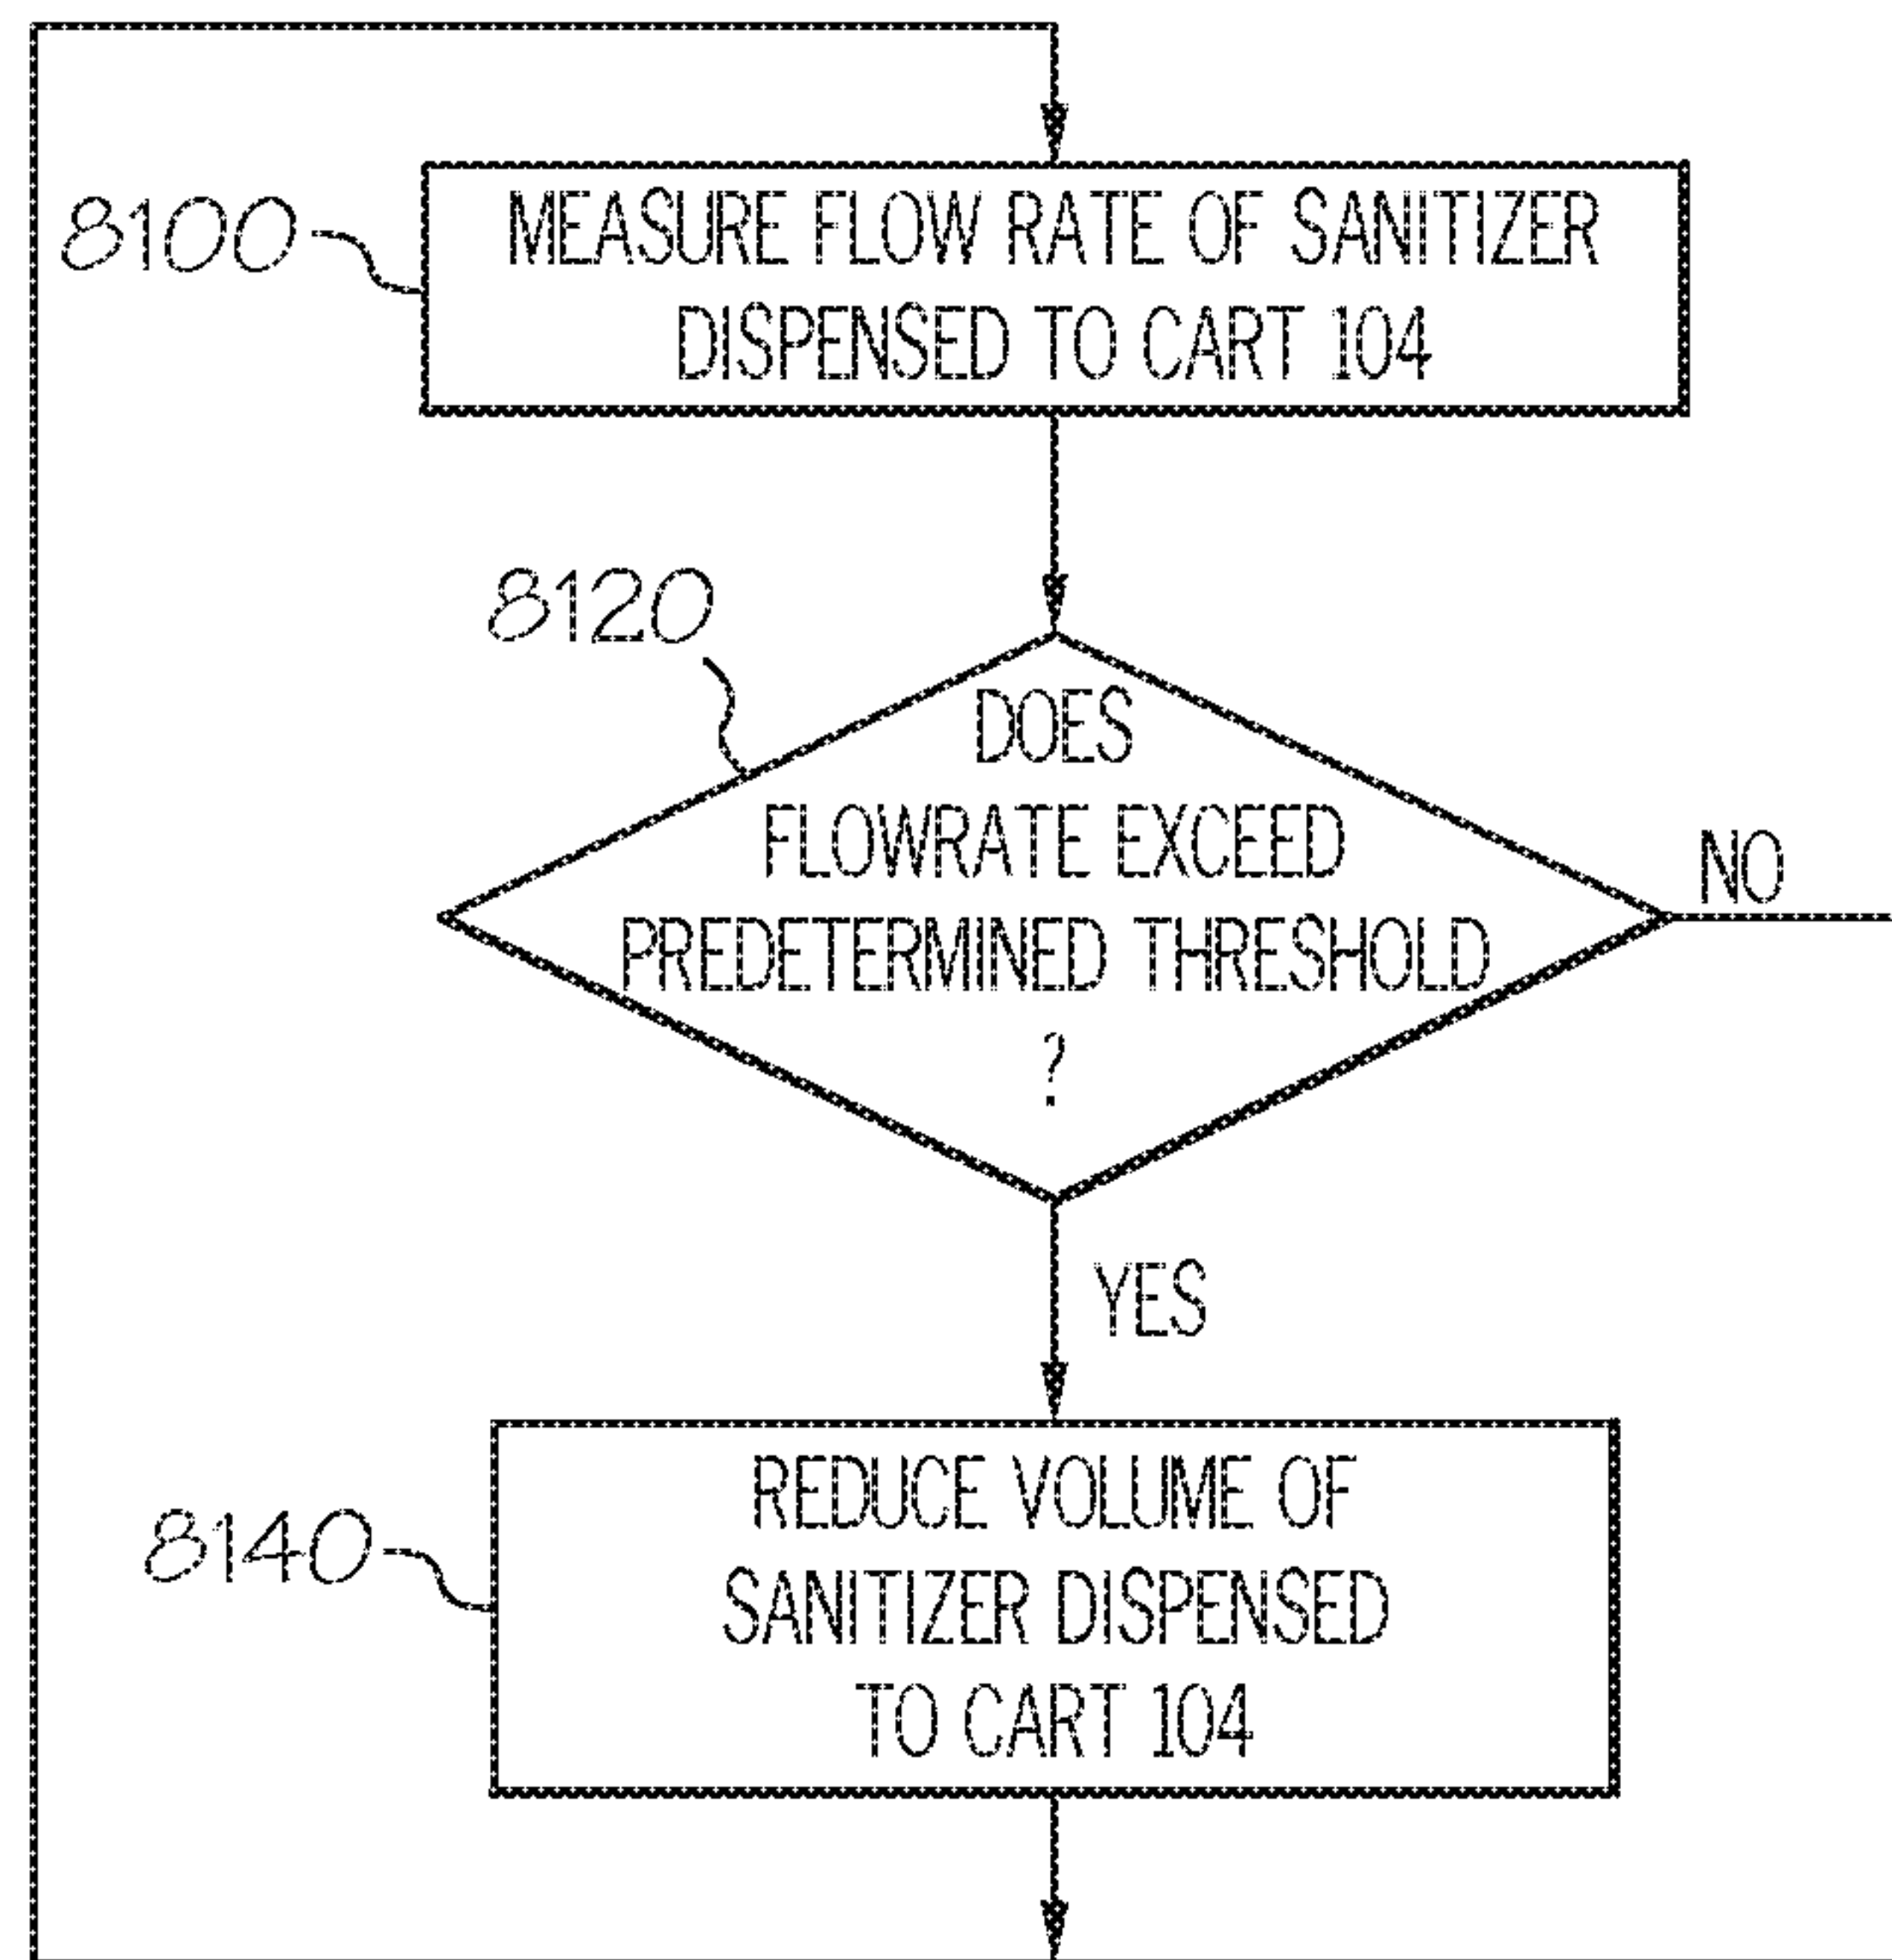 8100
MEASURE FLOW RATE OF SANITIZER
DISPENSED TO CART 104
8120
DOES
FLOWRATE EXCEED
PREDETERMINED THRESHOLD
?
NO
YES
8140
REDUCE VOLUME OF
SANITIZER DISPENSED
TO CART 104